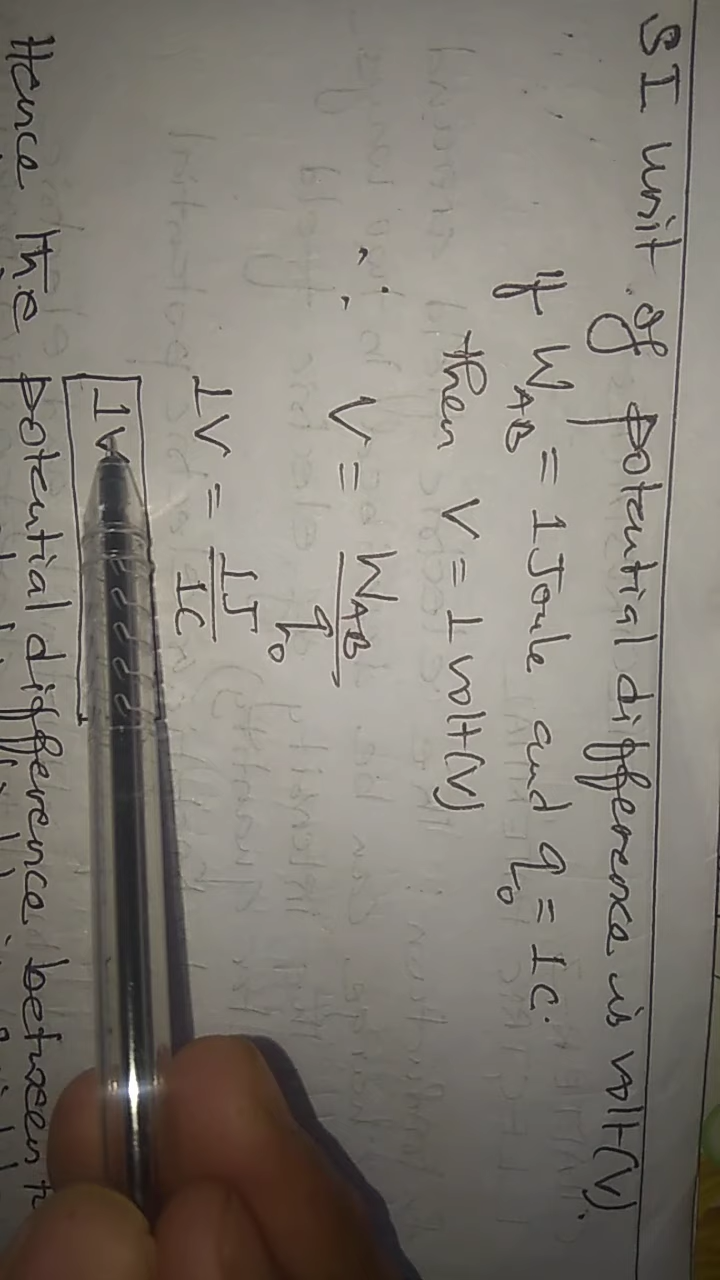 SI unit of potential difference is volt(V).
if W_AB = 1 Joule and q_0 = 1C.
then V = 1 volt(V)
∴ V = W_AB / q_0
1V = 1J / 1C
1V
Hence the potential difference between